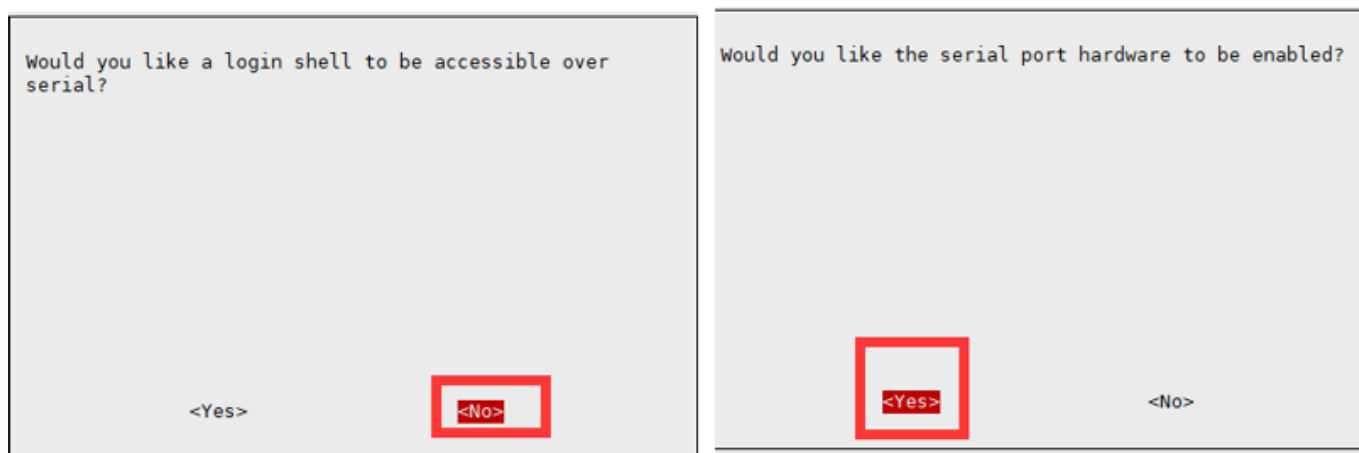 Would you like a login shell to be accessible over
serial?
<Yes>
<No>
Would you like the serial port hardware to be enabled?
<Yes>
<No>